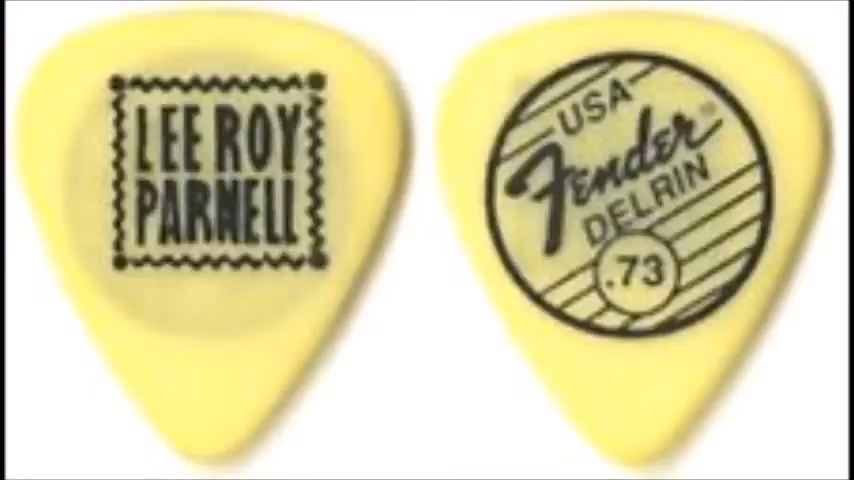 LEE ROY
PARNELL
USA
Fender®
DELRIN
.73